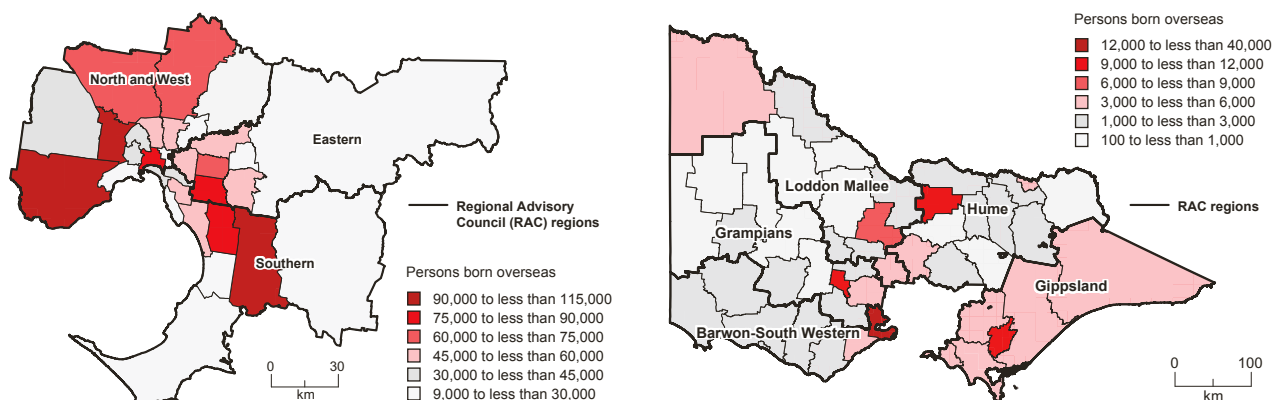 North and West
Eastern
Southern
Regional Advisory
Council (RAC) regions
Persons born overseas
90,000 to less than 115,000
75,000 to less than 90,000
60,000 to less than 75,000
45,000 to less than 60,000
30,000 to less than 45,000
9,000 to less than 30,000
0 30
km
Persons born overseas
12,000 to less than 40,000
9,000 to less than 12,000
6,000 to less than 9,000
3,000 to less than 6,000
1,000 to less than 3,000
100 to less than 1,000
Loddon Mallee
Hume
Grampians
Gippsland
Barwon-South Western
RAC regions
0 100
km